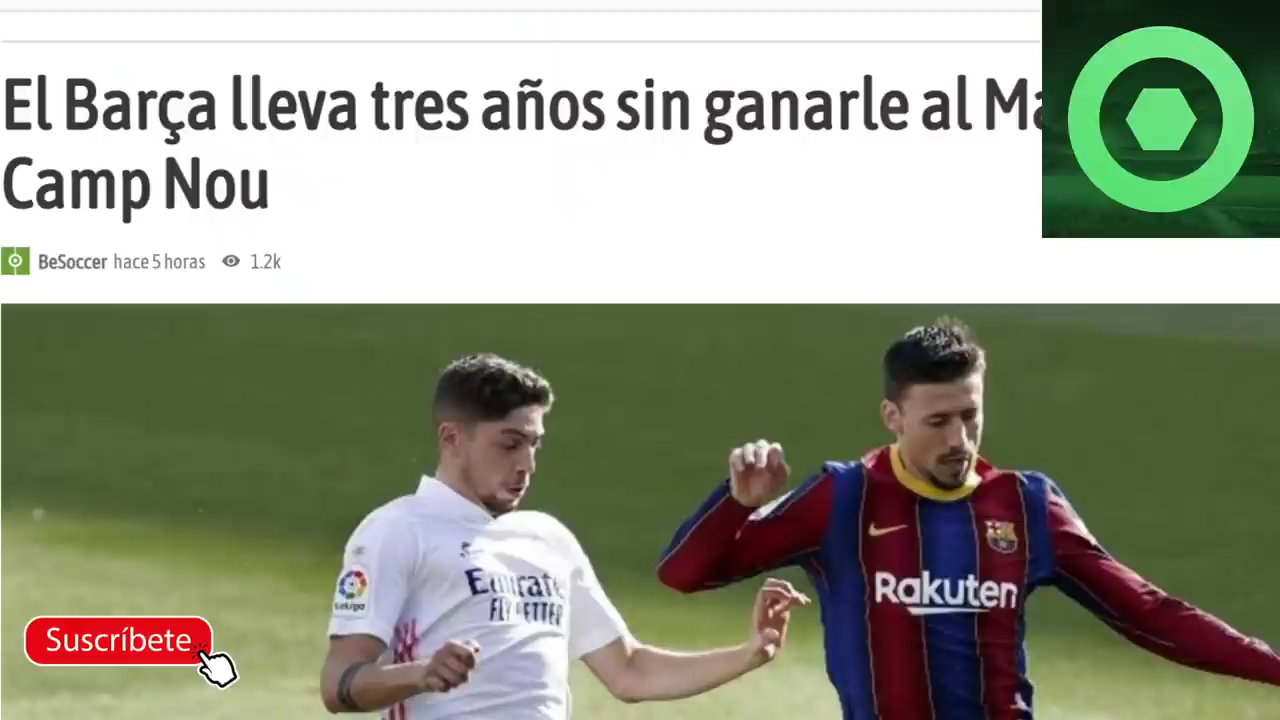 El Barça lleva tres años sin ganarle al
Camp Nou
BeSoccer hace 5 horas 1.2k
LaLiga
Emirates
FLY BETTER
Rakuten
Suscríbete